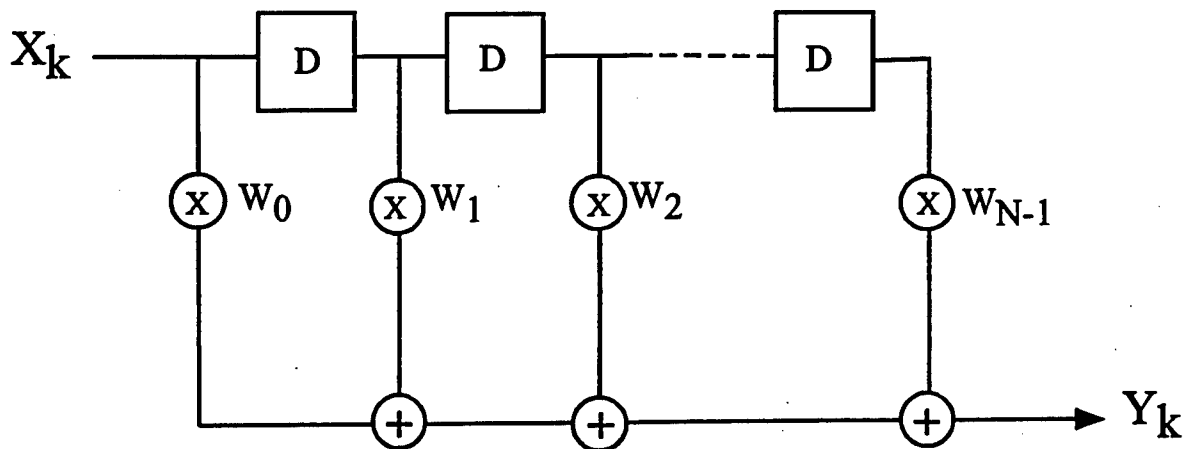 X_k D D D
X W_0 X W_1 X W_2 X W_{N-1}
+ + + Y_k